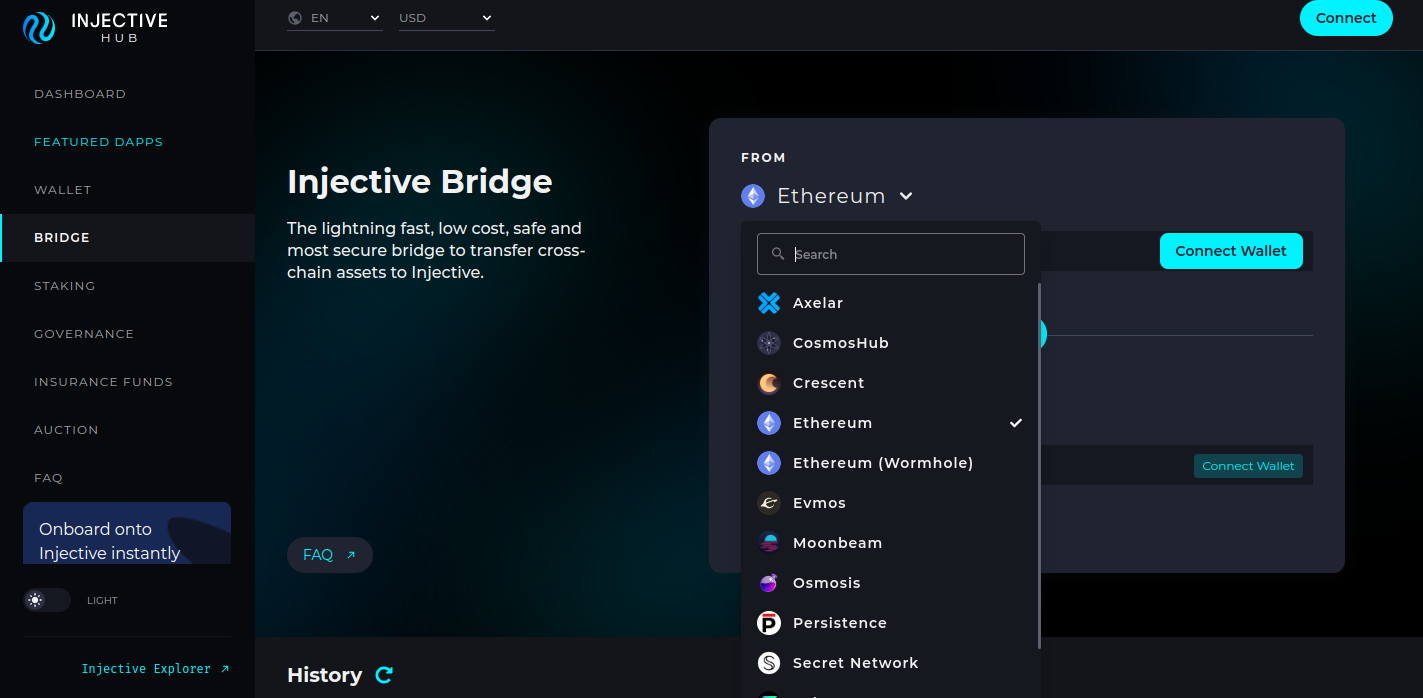 INJECTIVE
HUB
EN
USD
Connect
DASHBOARD
FEATURED DAPPS
WALLET
BRIDGE
STAKING
GOVERNANCE
INSURANCE FUNDS
AUCTION
FAQ
Onboard onto
Injective instantly
LIGHT
Injective Explorer
Injective Bridge
The lightning fast, low cost, safe and
most secure bridge to transfer cross-
chain assets to Injective.
FAQ
FROM
Ethereum
Connect Wallet
Search
Axelar
CosmosHub
Crescent
Ethereum
Ethereum (Wormhole)
Evmos
Moonbeam
Osmosis
Persistence
Secret Network
Connect Wallet
History